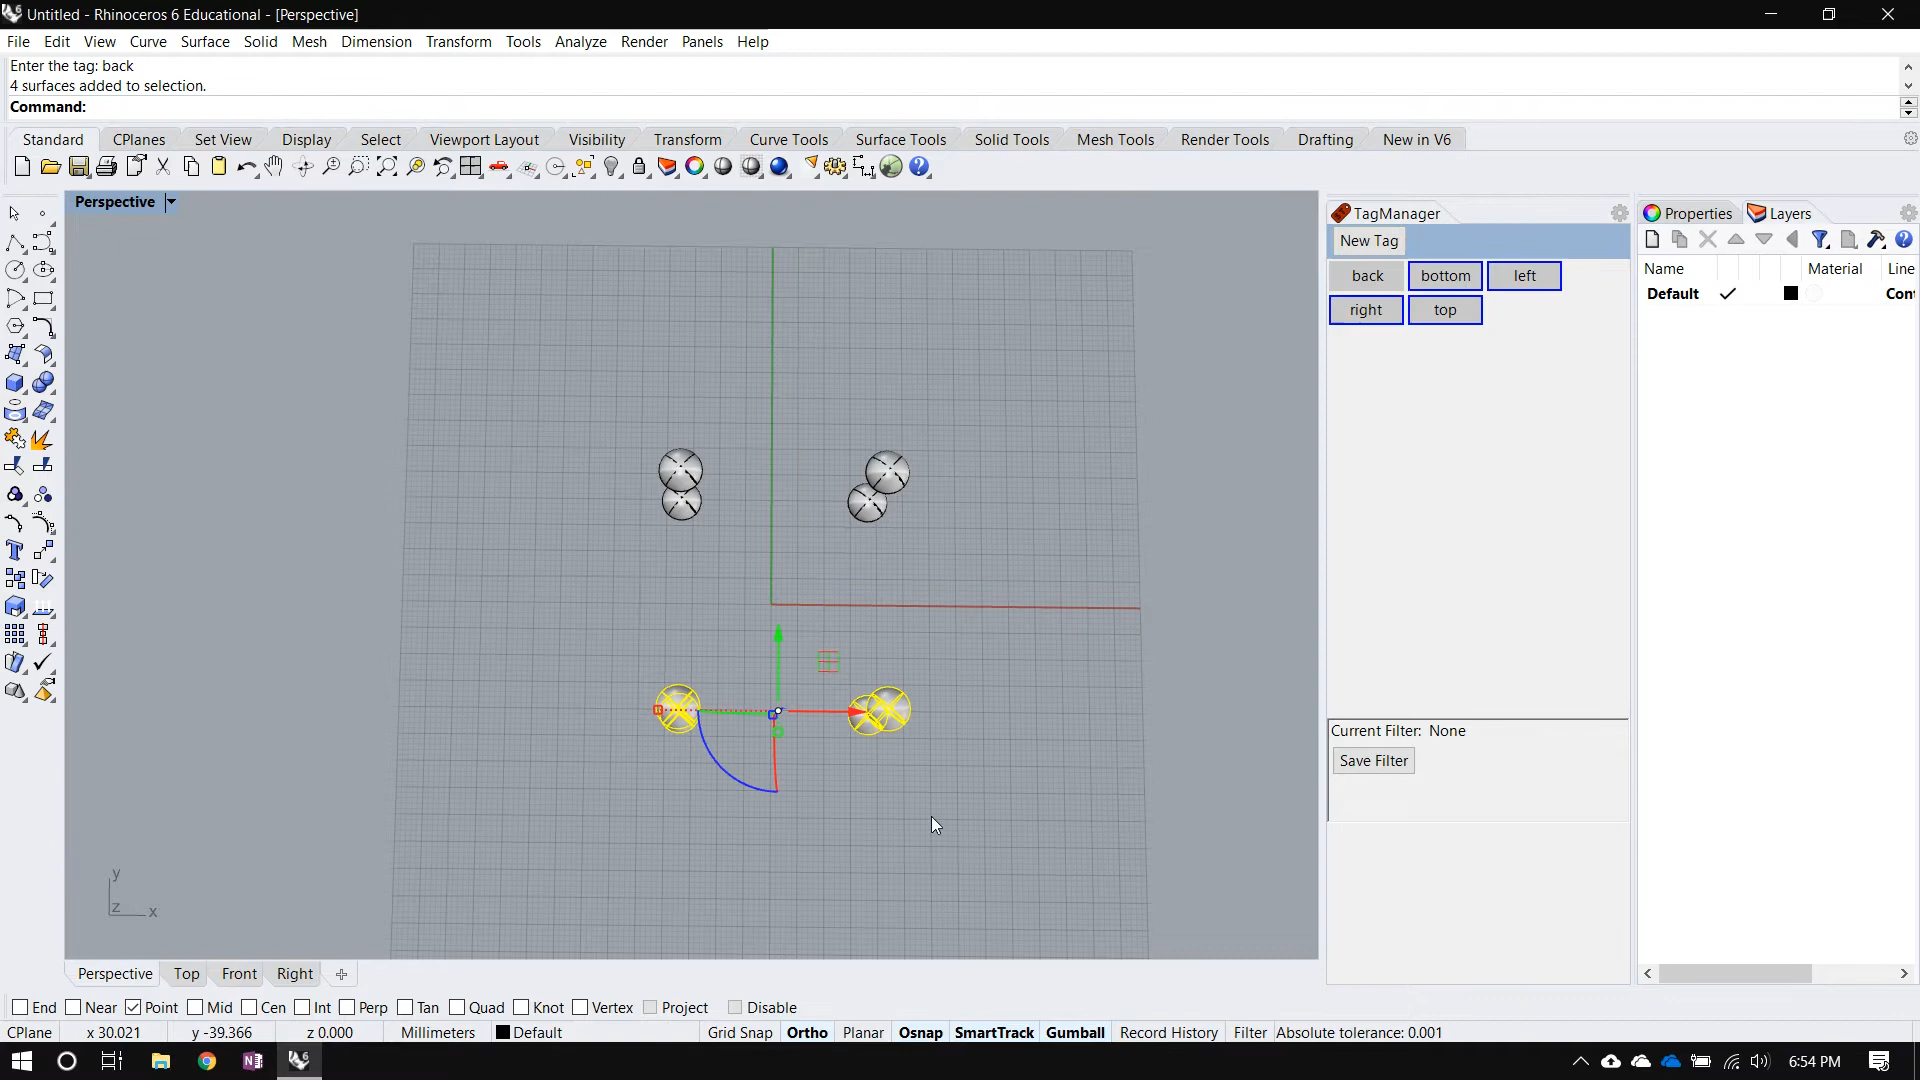 Untitled - Rhinoceros 6 Educational - [Perspective]
File Edit View Curve Surface Solid Mesh Dimension Transform Tools Analyze Render Panels Help
Enter the tag: back
4 surfaces added to selection.
Command:
Standard CPlanes Set View Display Select Viewport Layout Visibility Transform Curve Tools Surface Tools Solid Tools Mesh Tools Render Tools Drafting New in V6
Perspective
TagManager
New Tag
back bottom left
right top
Current Filter: None
Save Filter
Properties Layers
Name Material Line
Default Cont
y
z x
Perspective Top Front Right
End Near Point Mid Cen Int Perp Tan Quad Knot Vertex Project Disable
CPlane x 30.021 y -39.366 z 0.000 Millimeters Default Grid Snap Ortho Planar Osnap SmartTrack Gumball Record History Filter Absolute tolerance: 0.001
6:54 PM